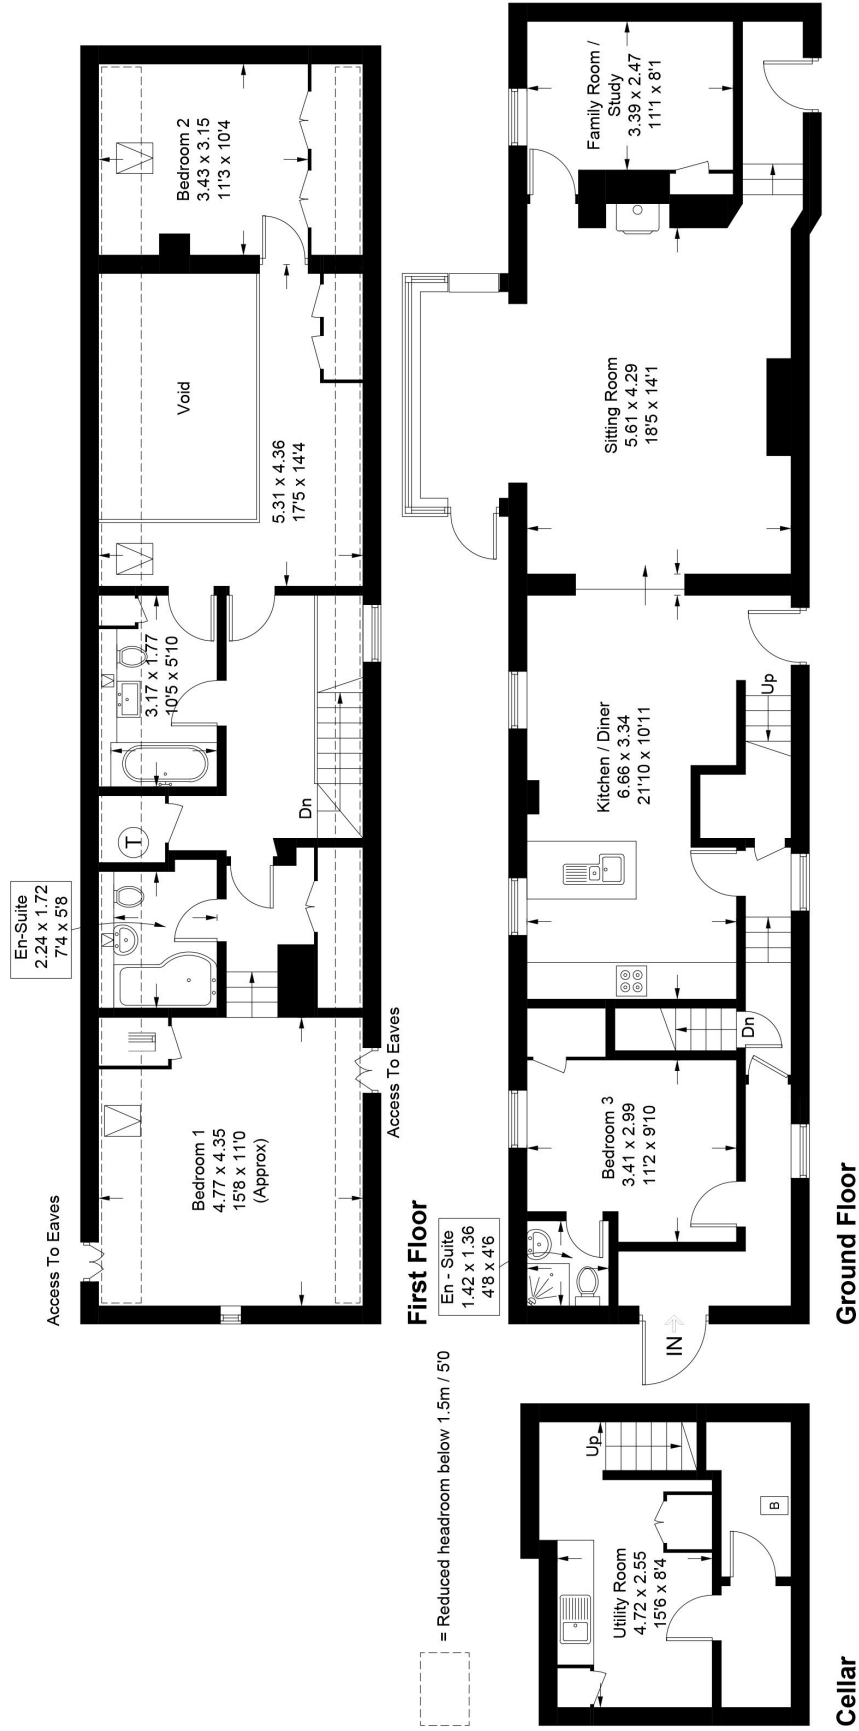 Access To Eaves
Bedroom 1
4.77 x 4.35
15'8 x 11'0
(Approx)
Access To Eaves
En-Suite
2.24 x 1.72
7'4 x 5'8
T
Dn
3.17 x 1.77
10'5 x 5'10
5.31 x 4.36
17'5 x 14'4
Void
Bedroom 2
3.43 x 3.15
11'3 x 10'4
First Floor
= Reduced headroom below 1.5m / 5'0
Utility Room
4.72 x 2.55
15'6 x 8'4
Up
B
Cellar
IN
En - Suite
1.42 x 1.36
4'8 x 4'6
Bedroom 3
3.41 x 2.99
11'2 x 9'10
Dn
Kitchen / Diner
6.66 x 3.34
21'10 x 10'11
Up
Sitting Room
5.61 x 4.29
18'5 x 14'1
Family Room /
Study
3.39 x 2.47
11'1 x 8'1
Ground Floor